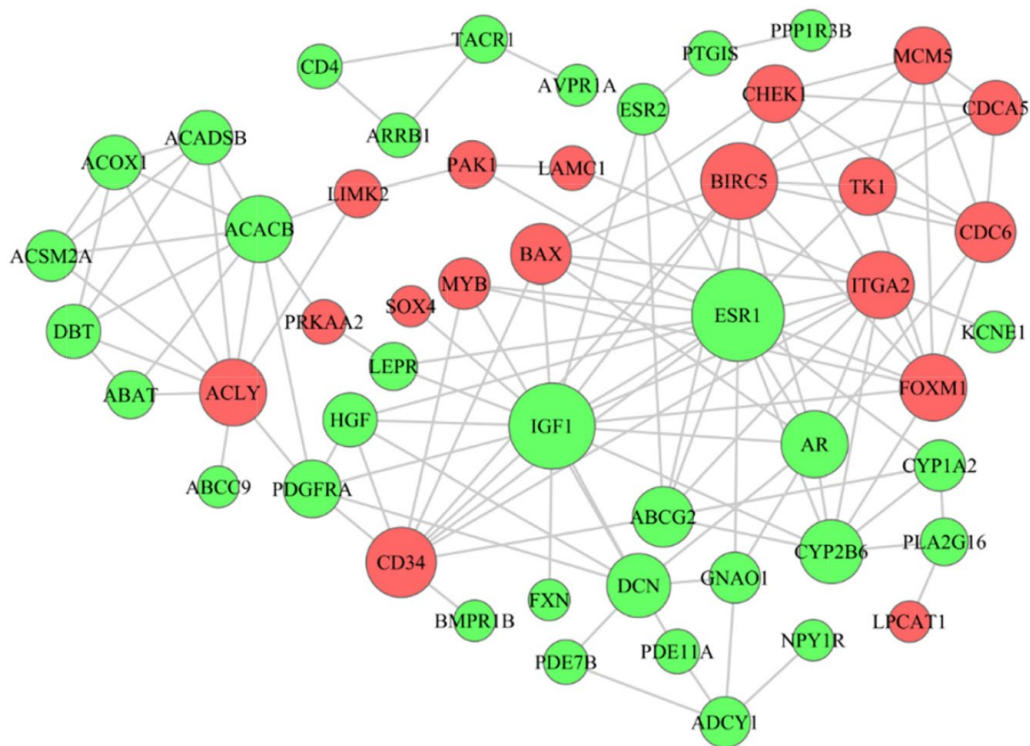 PPP1R3B
TACR1
PTGIS
MCM5
CD4
AVPR1A
CHEK1
ESR2
CDCA5
ARRB1
ACADSB
ACOX1
PAK1
LAMC1
BIRC5
TK1
LIMK2
ACACB
CDC6
ACSM2A
BAX
MYB
ITGA2
SOX4
ESR1
PRKAA2
DBT
KCNE1
LEPR
ABAT
ACLY
FOXM1
HGF
IGF1
AR
CYP1A2
ABCC9
PDGFRA
ABCG2
CYP2B6
PLA2G16
CD34
DCN
GNAO1
FXN
BMPR1B
LPCAT1
NPY1R
PDE11A
PDE7B
ADCY1